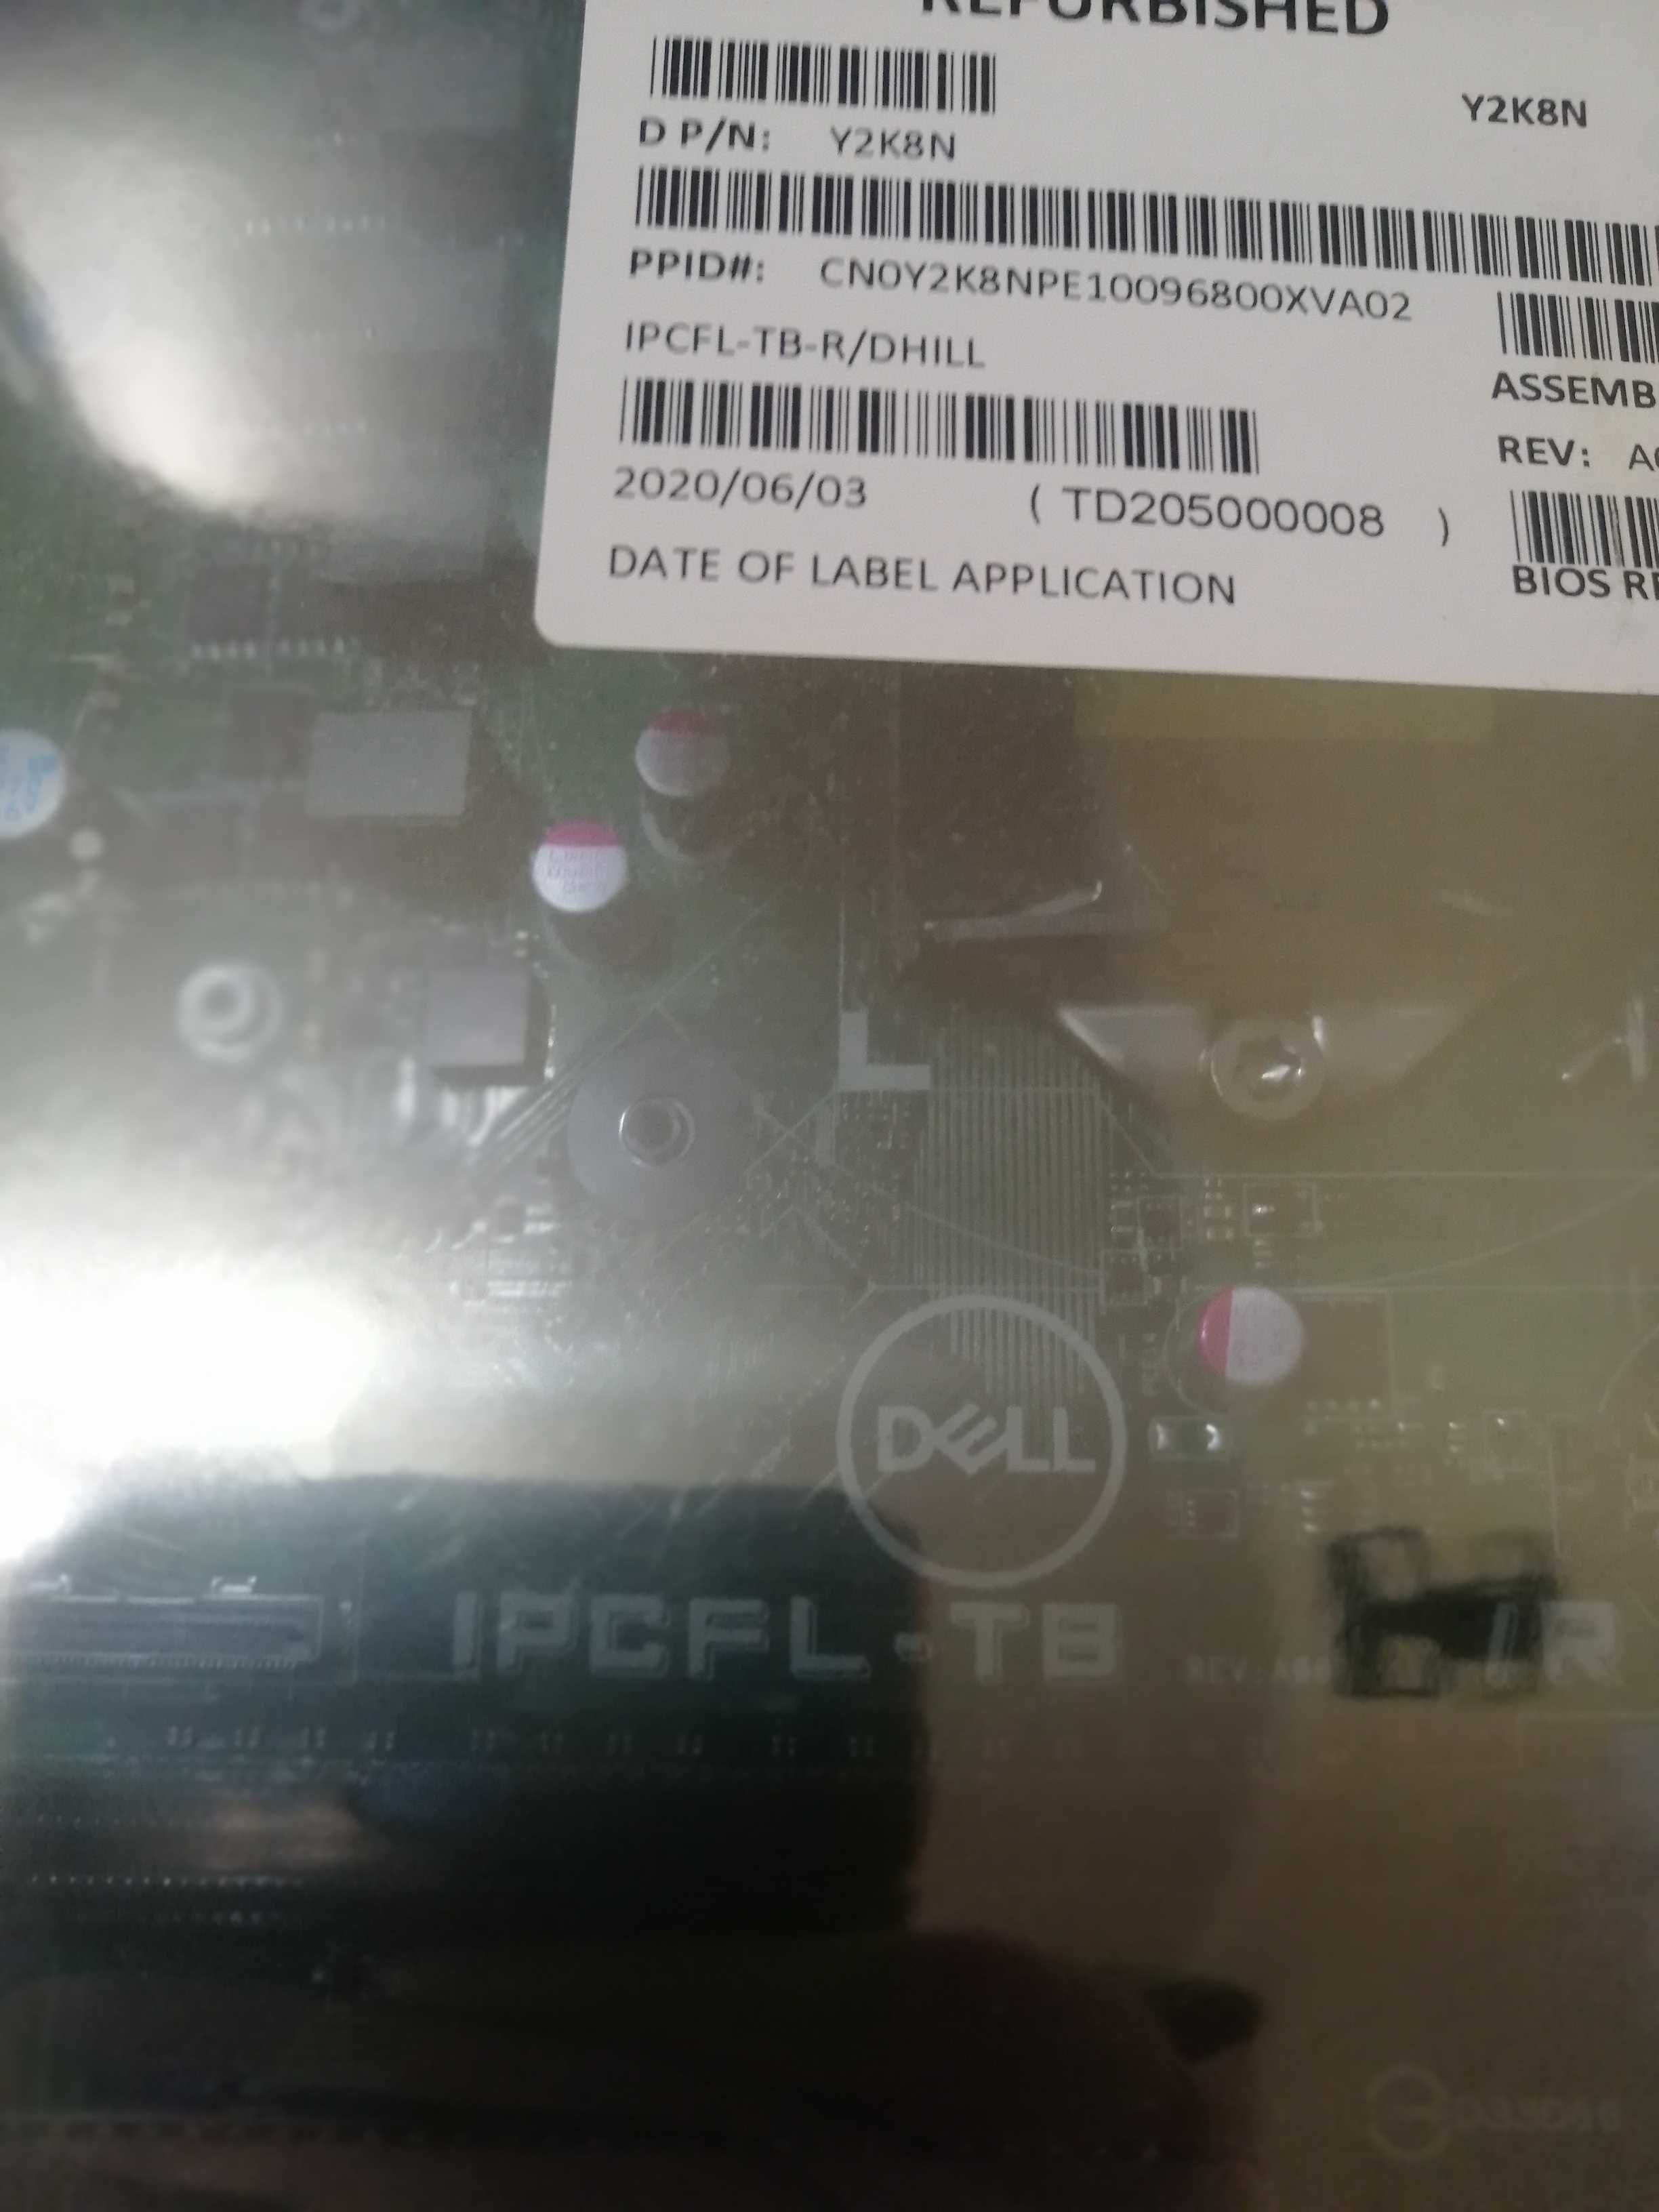 REFURBISHED
Y2K8N
D P/N: Y2K8N
PPID#: CN0Y2K8NPE10096800XVA02
IPCFL-TB-R/DHILL
ASSEMB
REV:
2020/06/03 ( TD205000008 )
BIOS RE
DATE OF LABEL APPLICATION
DELL
IPCFL-TB
/R